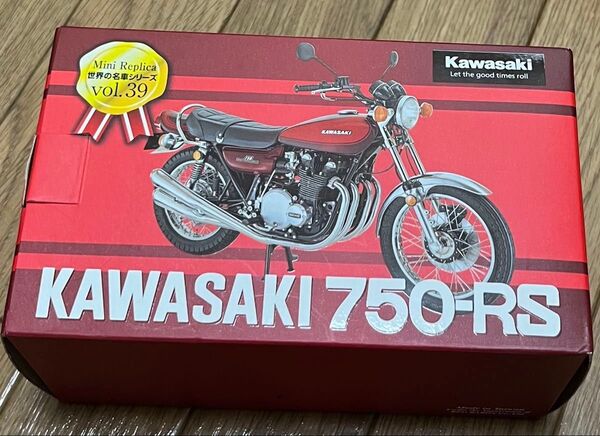 Mini Replica
世界の名車シリーズ
vol.39
Kawasaki
Let the good times roll
KAWASAKI
KAWASAKI 750-RS